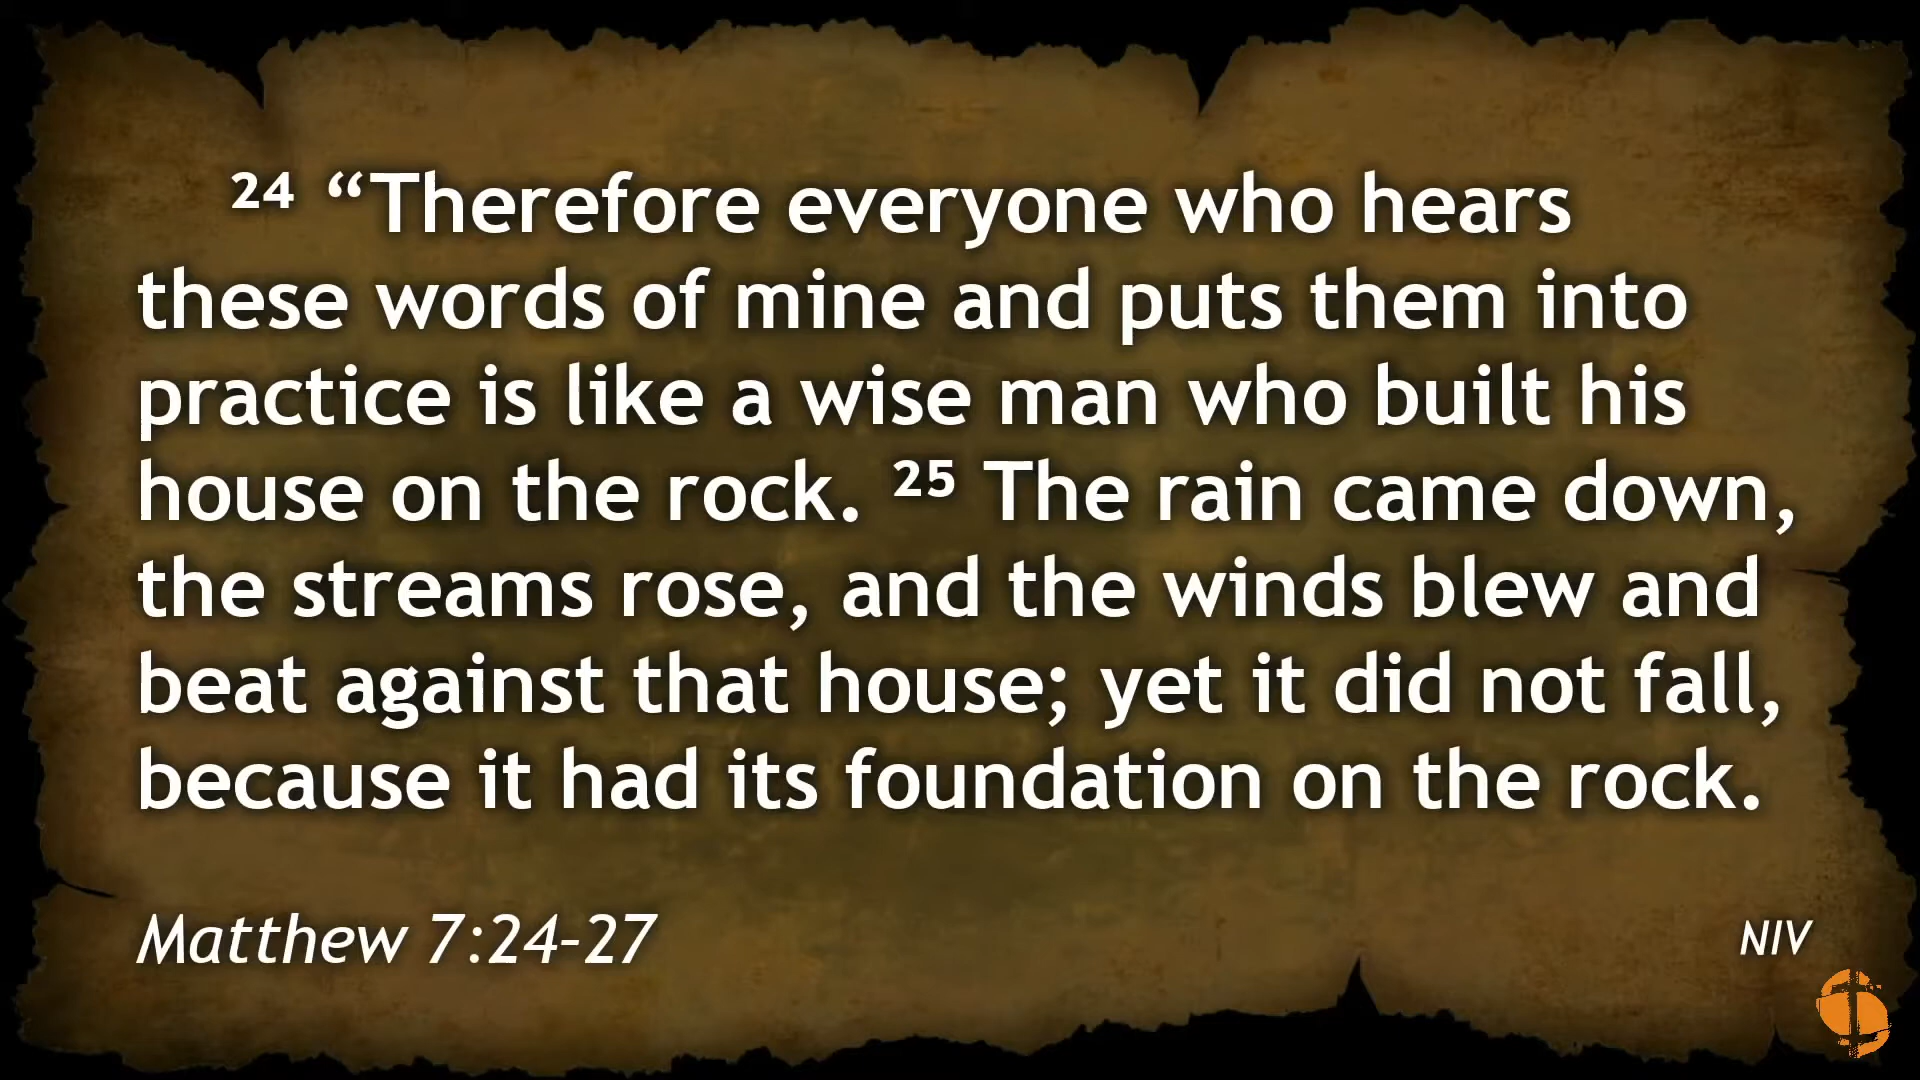 24 “Therefore everyone who hears
these words of mine and puts them into
practice is like a wise man who built his
house on the rock. 25 The rain came down,
the streams rose, and the winds blew and
beat against that house; yet it did not fall,
because it had its foundation on the rock.
Matthew 7:24–27
NIV